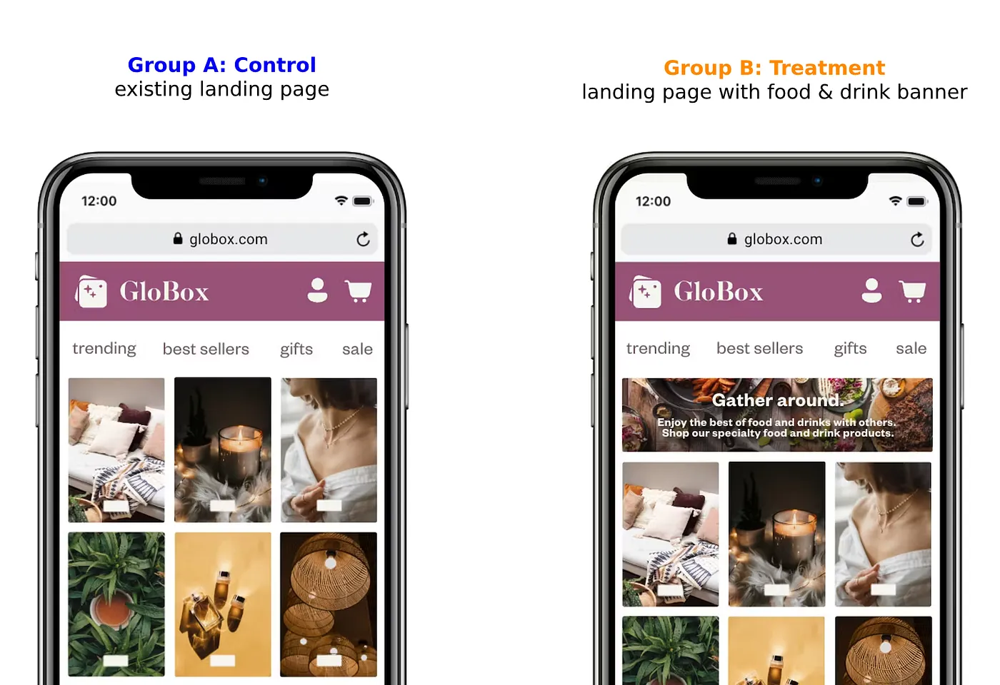 Group A: Control
existing landing page
12:00
globox.com
GloBox
trending best sellers gifts sale
Group B: Treatment
landing page with food & drink banner
12:00
globox.com
GloBox
trending best sellers gifts sale
Gather around.
Enjoy the best of food and drinks with others.
Shop our specialty food and drink products.